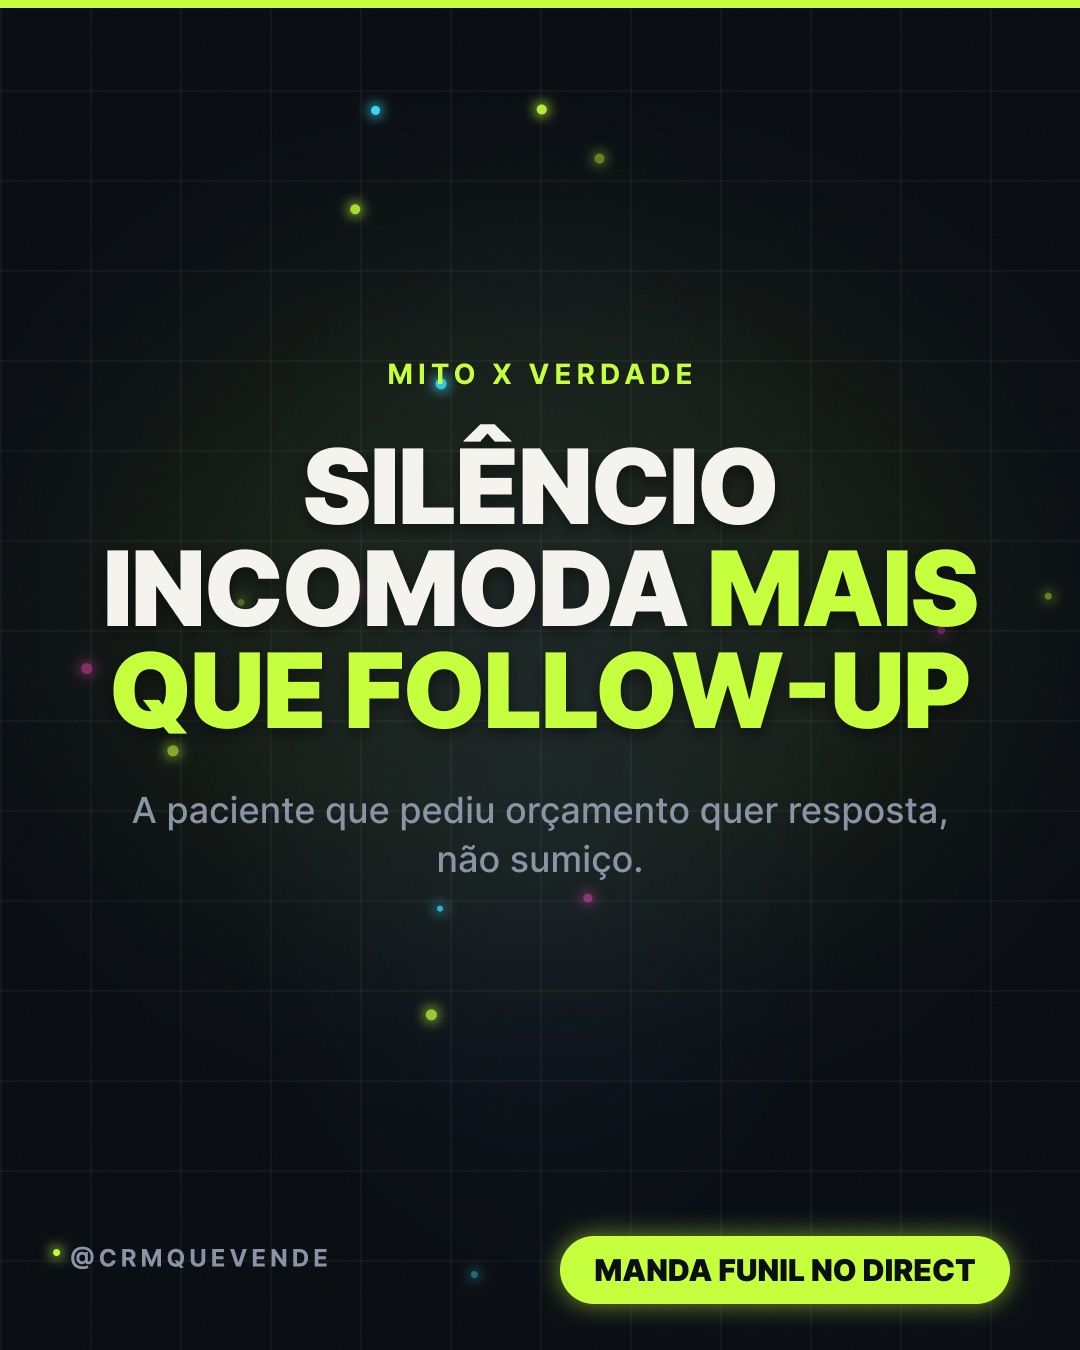 MITO X VERDADE
SILÊNCIO
INCOMODA MAIS
QUE FOLLOW-UP
A paciente que pediu orçamento quer resposta,
não sumiço.
@CRMQUEVENDE
MANDA FUNIL NO DIRECT